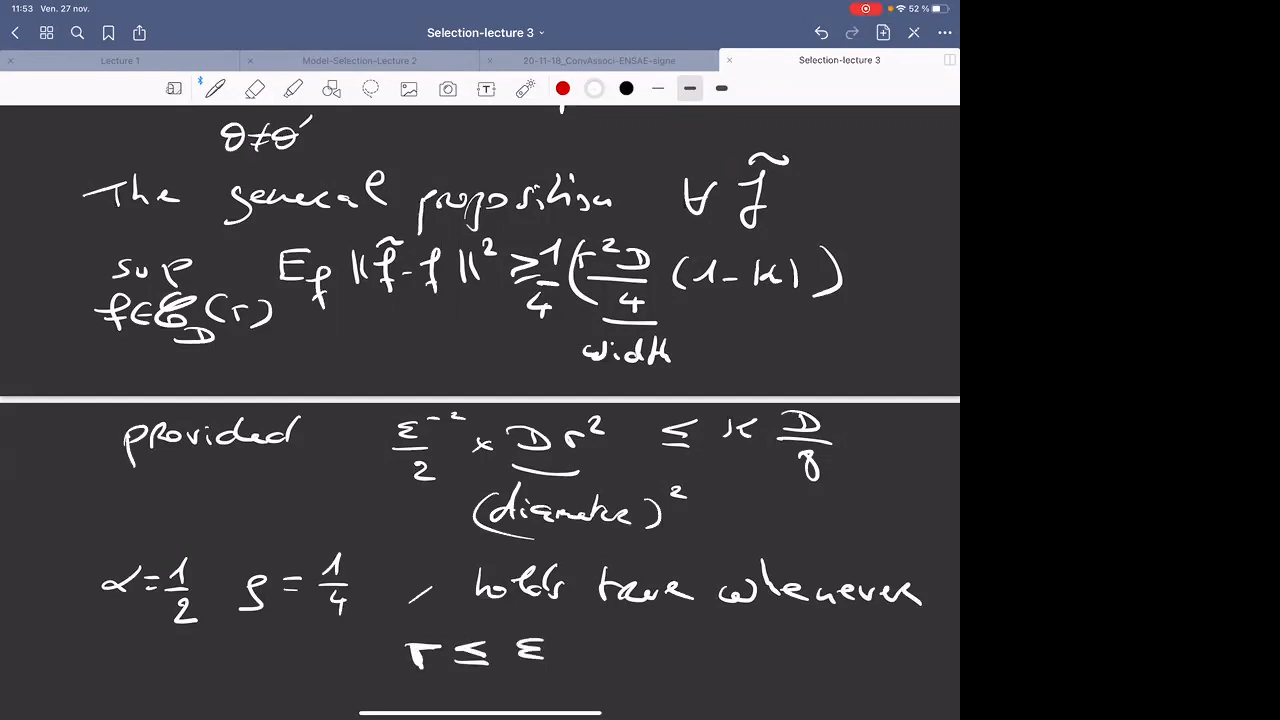 11:53 Ven. 27 nov.
52 %
Selection-lecture 3
Lecture 1
Model-Selection-Lecture 2
20-11-18_ConvAssoci-ENSAE-signe
Selection-lecture 3
θ≠θ'
The general proposition ∀ f̃
sup E_f ‖f̃-f‖² ≥ 1/4 (r²D/4 (1-κ))
f∈𝒞_D(r)
width
provided ε⁻²/2 × D r² ≤ κ D/8
(diameter)²
α=1/2 ρ=1/4, holds true whenever
r ≤ ε